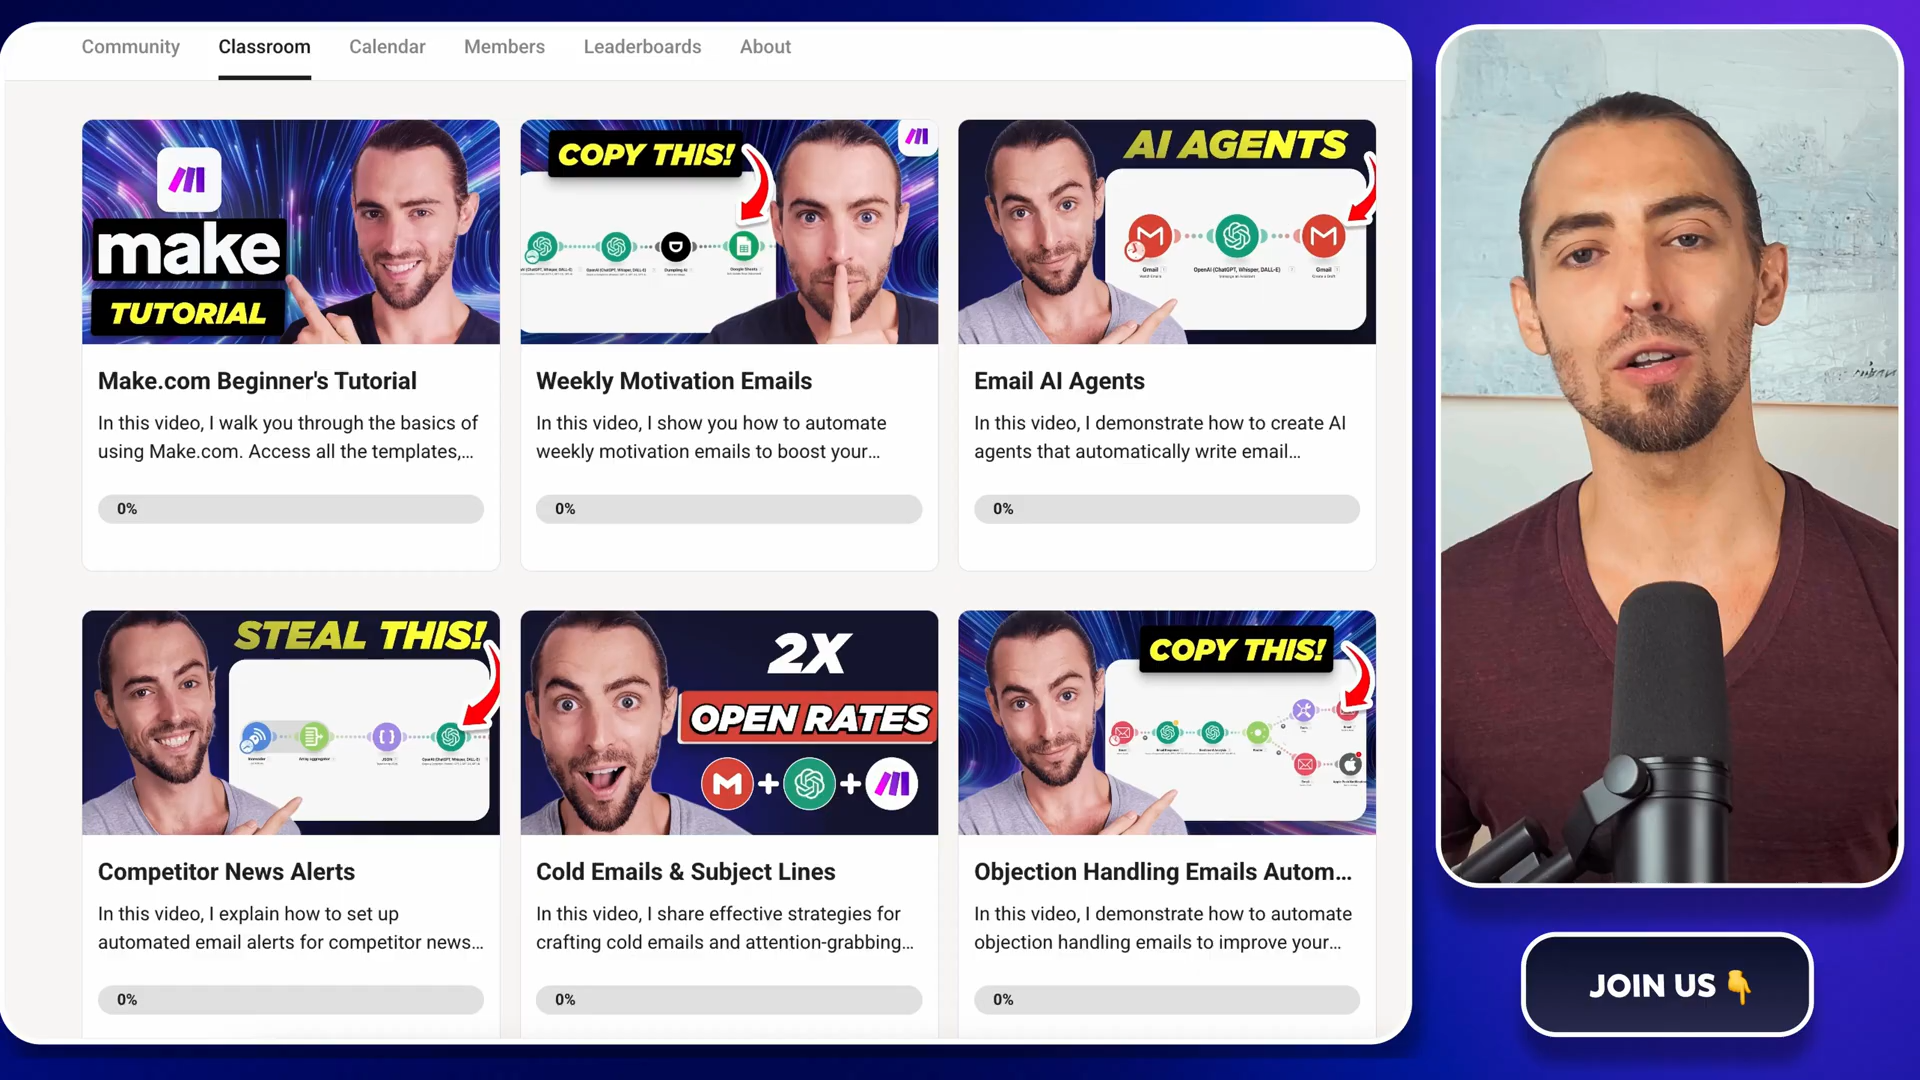 Community Classroom Calendar Members Leaderboards About
make
TUTORIAL
Make.com Beginner's Tutorial
In this video, I walk you through the basics of
using Make.com. Access all the templates,...
0%
COPY THIS!
Weekly Motivation Emails
In this video, I show you how to automate
weekly motivation emails to boost your...
0%
AI AGENTS
Gmail
OpenAI (ChatGPT, Whisper, DALL-E)
Gmail
Email AI Agents
In this video, I demonstrate how to create AI
agents that automatically write email...
0%
STEAL THIS!
Competitor News Alerts
In this video, I explain how to set up
automated email alerts for competitor news...
0%
2X
OPEN RATES
Cold Emails & Subject Lines
In this video, I share effective strategies for
crafting cold emails and attention-grabbing...
0%
COPY THIS!
Objection Handling Emails Autom...
In this video, I demonstrate how to automate
objection handling emails to improve your...
0%
JOIN US